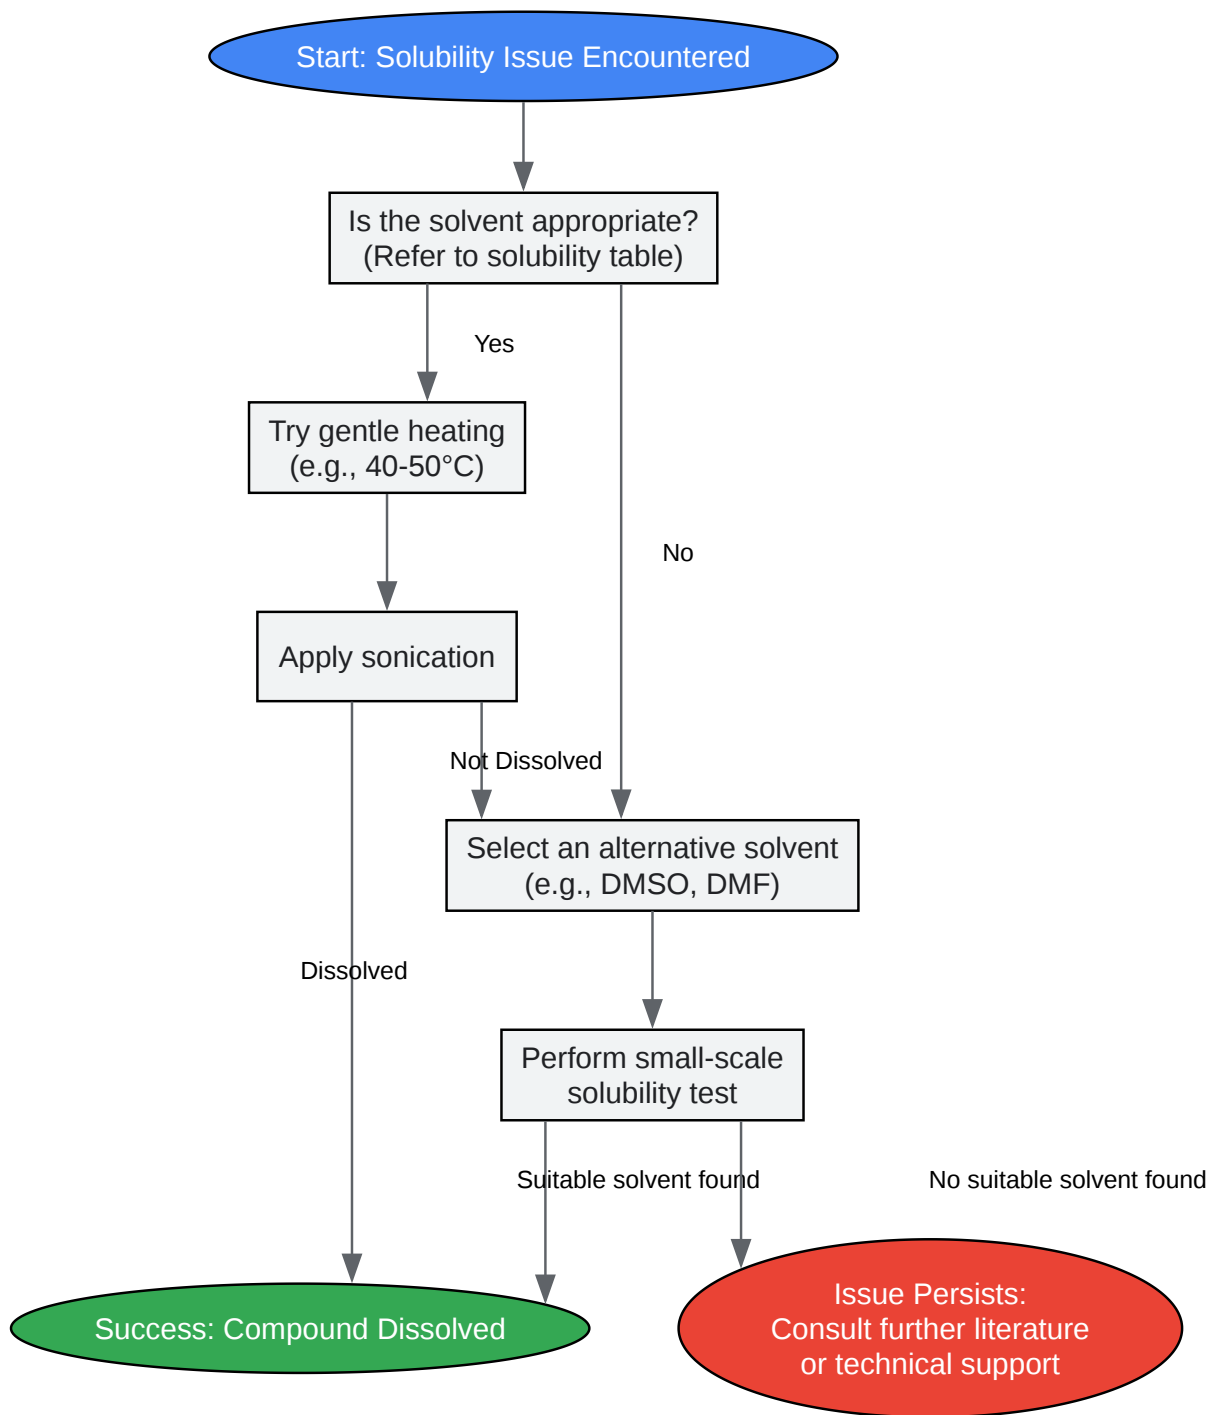 Start: Solubility Issue Encountered
Is the solvent appropriate?
(Refer to solubility table)
Yes
Try gentle heating
(e.g., 40-50°C)
No
Apply sonication
Not Dissolved
Select an alternative solvent
(e.g., DMSO, DMF)
Dissolved
Perform small-scale
solubility test
Suitable solvent found
No suitable solvent found
Success: Compound Dissolved
Issue Persists:
Consult further literature
or technical support